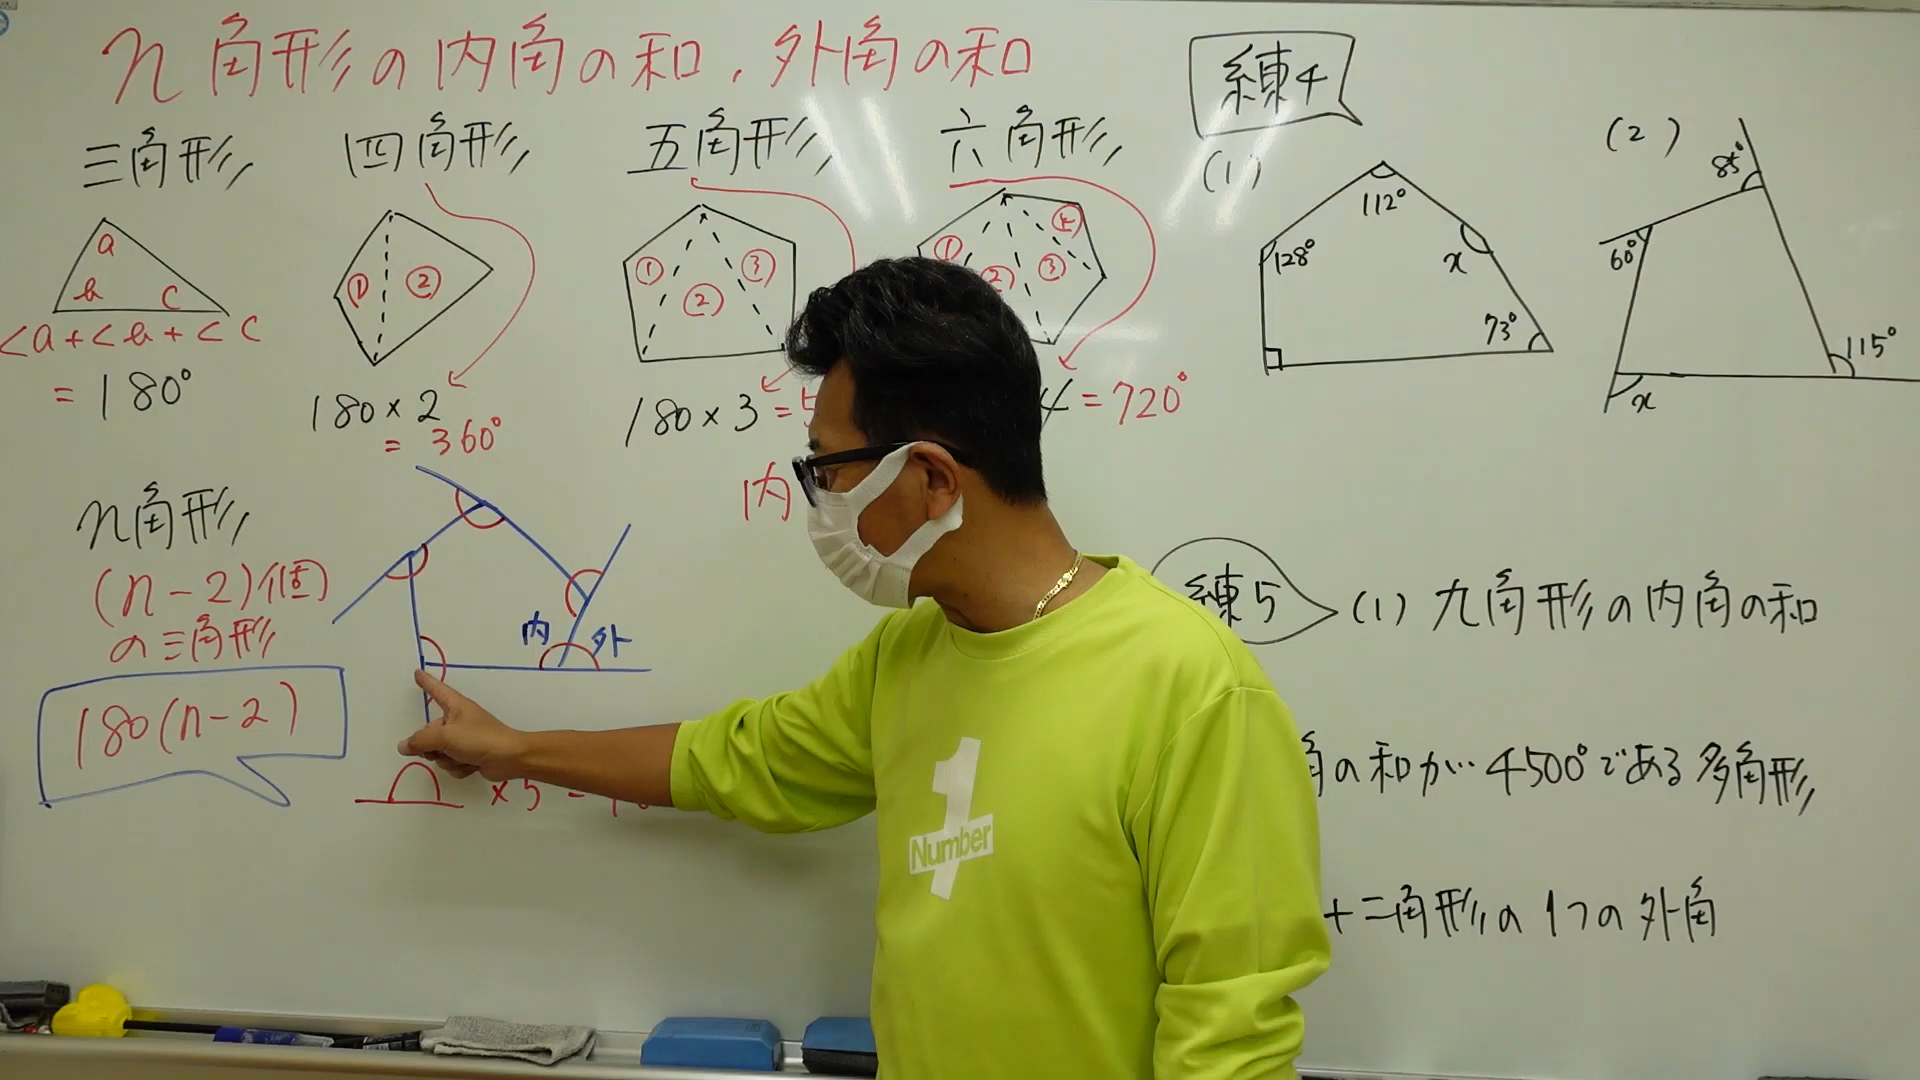 n角形の内角の和,外角の和
三角形
a
b
c
<a+<b+<c
=180°
四角形
①
②
180×2
=360°
五角形
①
②
③
180×3=5
六角形
①
②
③
④
4=720°
n角形
(n-2)個
の三角形
180(n-2)
内
内
外
×5=
練4
(1)
112°
128°
x
73°
(2)
85°
60°
115°
x
練5
(1)九角形の内角の和
角の和が4500°である多角形
十二角形の1つの外角
1
Number